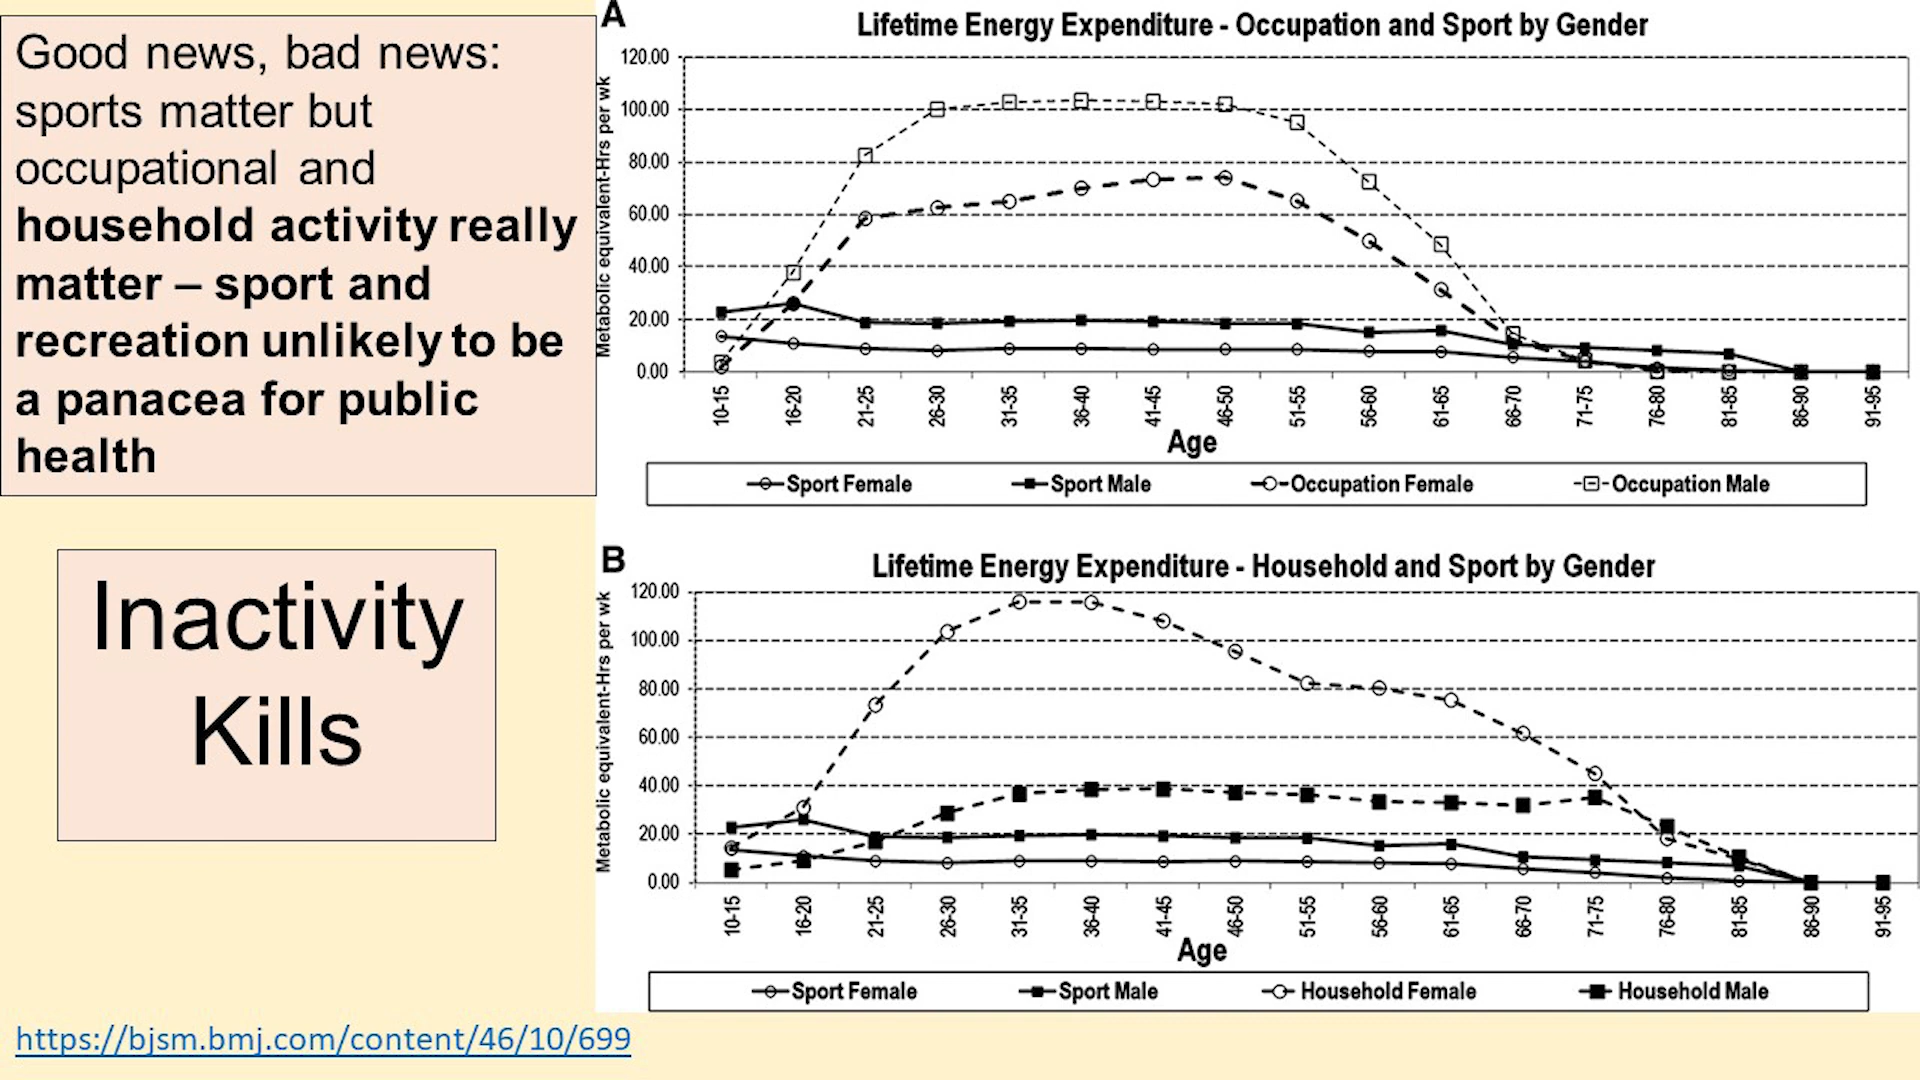 Good news, bad news:
sports matter but
occupational and
household activity really
matter – sport and
recreation unlikely to be
a panacea for public
health
Inactivity
Kills
https://bjsm.bmj.com/content/46/10/699
A
Lifetime Energy Expenditure - Occupation and Sport by Gender
Metabolic equivalent-Hrs per wk
120.00
100.00
80.00
60.00
40.00
20.00
0.00
10-15
16-20
21-25
26-30
31-35
36-40
41-45
46-50
51-55
56-60
61-65
66-70
71-75
76-80
81-85
86-90
91-95
Age
Sport Female
Sport Male
Occupation Female
Occupation Male
B
Lifetime Energy Expenditure - Household and Sport by Gender
Metabolic equivalent-Hrs per wk
120.00
100.00
80.00
60.00
40.00
20.00
0.00
10-15
16-20
21-25
26-30
31-35
36-40
41-45
46-50
51-55
56-60
61-65
66-70
71-75
76-80
81-85
86-90
91-95
Age
Sport Female
Sport Male
Household Female
Household Male